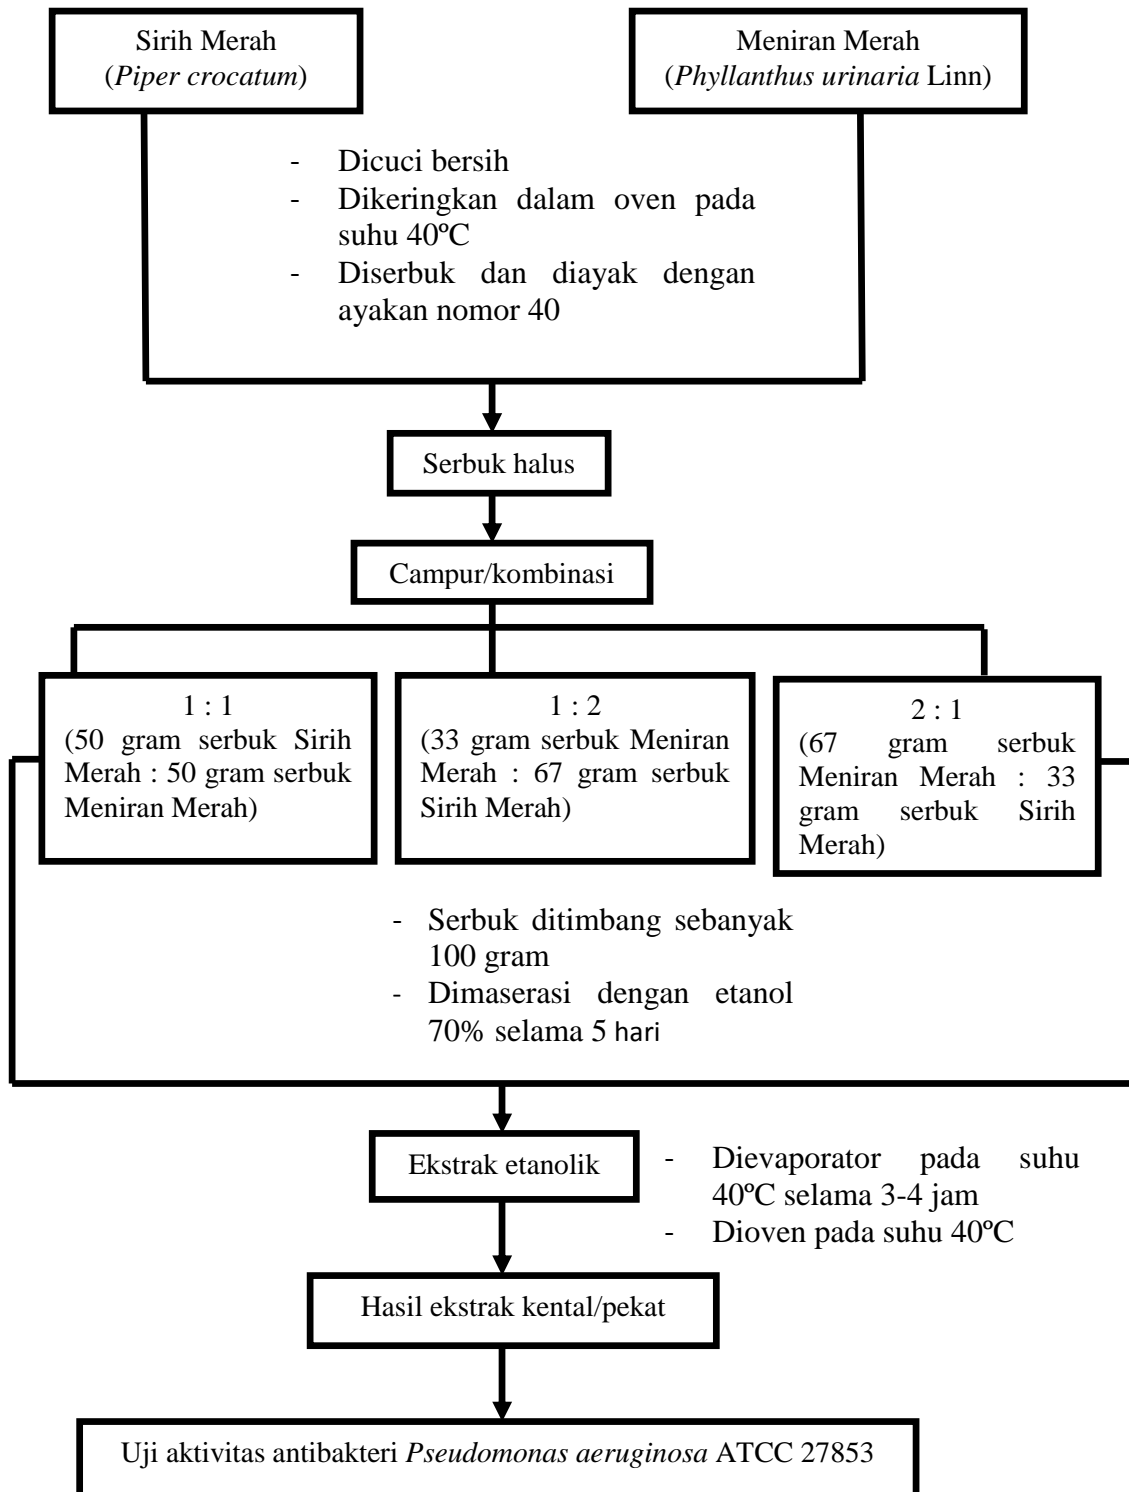 Sirih Merah
(Piper crocatum)
Meniran Merah
(Phyllanthus urinaria Linn)
- Dicuci bersih
- Dikeringkan dalam oven pada
suhu 40ºC
- Diserbuk dan diayak dengan
ayakan nomor 40
Serbuk halus
Campur/kombinasi
1 : 1
(50 gram serbuk Sirih
Merah : 50 gram serbuk
Meniran Merah)
1 : 2
(33 gram serbuk Meniran
Merah : 67 gram serbuk
Sirih Merah)
2 : 1
(67 gram serbuk
Meniran Merah : 33
gram serbuk Sirih
Merah)
- Serbuk ditimbang sebanyak
100 gram
- Dimaserasi dengan etanol
70% selama 5 hari
Ekstrak etanolik
- Dievaporator pada suhu
40ºC selama 3-4 jam
- Dioven pada suhu 40ºC
Hasil ekstrak kental/pekat
Uji aktivitas antibakteri Pseudomonas aeruginosa ATCC 27853